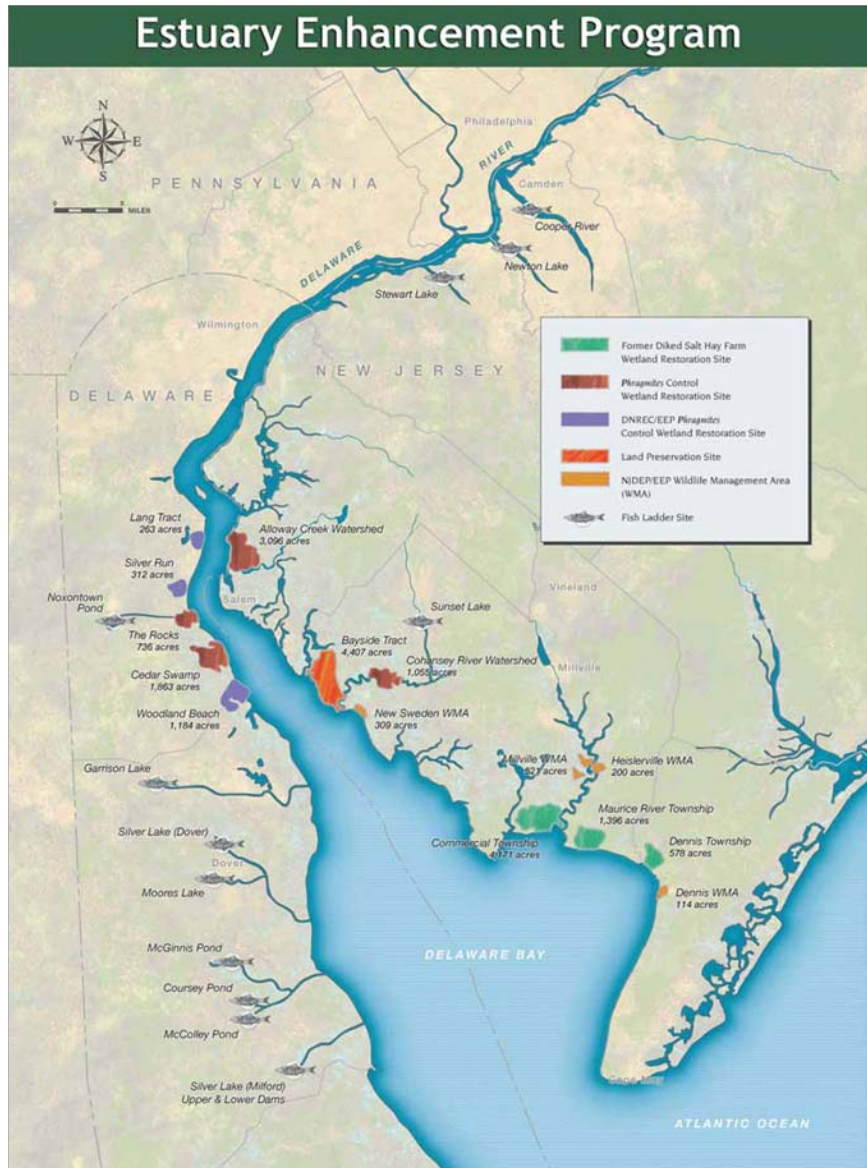 Estuary Enhancement Program
N
W
E
S
MILES
PENNSYLVANIA
Philadelphia
RIVER
Camden
Cooper River
Newton Lake
DELAWARE
Stewart Lake
Wilmington
NEW JERSEY
DELAWARE
Former Diked Salt Hay Farm
Wetland Restoration Site
Phragmites Control
Wetland Restoration Site
DNREC/EEP Phragmites
Control Wetland Restoration Site
Land Preservation Site
NJDEP/EEP Wildlife Management Area
(WMA)
Fish Ladder Site
Lang Tract
263 acres
Alloway Creek Watershed
3,096 acres
Silver Run
312 acres
Noxontown
Pond
Salem
Sunset Lake
Vineland
The Rocks
736 acres
Bayside Tract
4,407 acres
Cohansey River Watershed
1,055 acres
Millville
Cedar Swamp
1,863 acres
Woodland Beach
1,184 acres
New Sweden WMA
309 acres
Garrison Lake
Millville WMA
acres
Heislerville WMA
200 acres
Maurice River Township
1,396 acres
Silver Lake (Dover)
Dover
Commercial Township
4,171 acres
Dennis Township
578 acres
Moores Lake
Dennis WMA
114 acres
McGinnis Pond
DELAWARE BAY
Coursey Pond
McColley Pond
Silver Lake (Milford)
Upper & Lower Dams
Cape May
ATLANTIC OCEAN